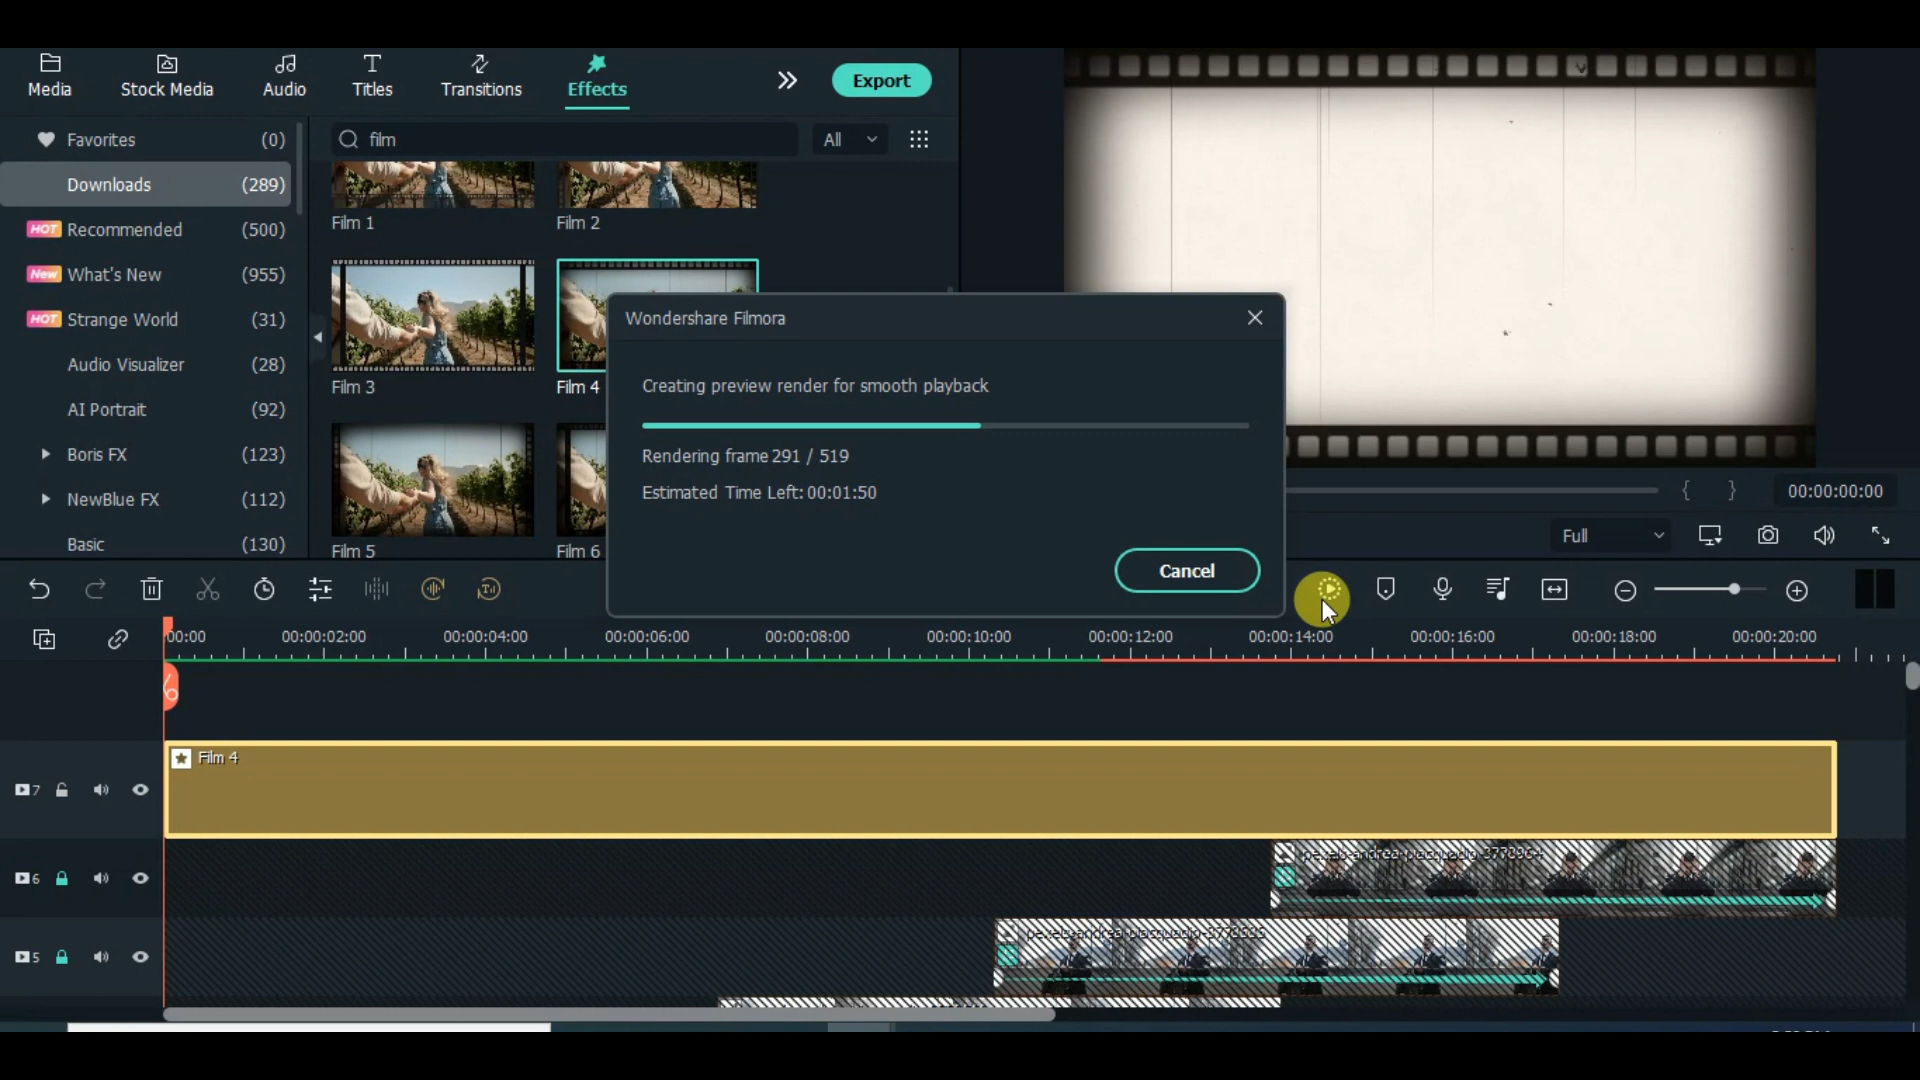 Media
Stock Media
Audio
Titles
Transitions
Effects
Export
Favorites (0)
Downloads (289)
HOT Recommended (500)
New What's New (955)
HOT Strange World (31)
Audio Visualizer (28)
AI Portrait (92)
Boris FX (123)
NewBlue FX (112)
Basic (130)
film
All
Film 1
Film 2
Film 3
Film 4
Film 5
Film 6
Wondershare Filmora
Creating preview render for smooth playback
Rendering frame 291 / 519
Estimated Time Left: 00:01:50
Cancel
{ } 00:00:00:00
Full
00:00 00:00:02:00 00:00:04:00 00:00:06:00 00:00:08:00 00:00:10:00 00:00:12:00 00:00:14:00 00:00:16:00 00:00:18:00 00:00:20:00
7
Film 4
6
5